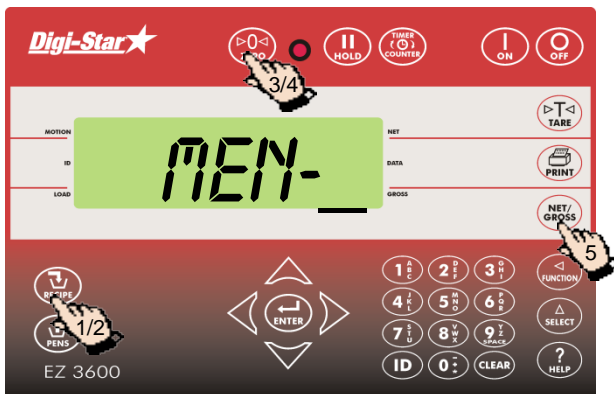 Digi-Star
▷0◁
ZERO
HOLD
TIMER
COUNTER
ON
OFF
3/4
▷T◁
TARE
MOTION
NET
ID
MEN-_
DATA
PRINT
LOAD
GROSS
NET/
GROSS
5
RECIPE
1/2
PENS
ENTER
1 A B C
2 D E F
3 G H I
FUNCTION
4 J K L
5 M N O
6 P Q R
SELECT
7 S T U
8 V W X
9 Y Z SPACE
ID
0
CLEAR
?
HELP
EZ 3600